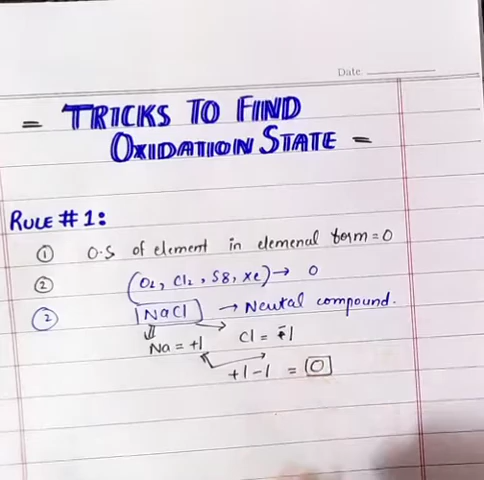 Date.
= TRICKS TO FIND
OXIDATION STATE =
RULE # 1:
① O.S of element in elemenal form = 0
② (O2, Cl2, S8, Xe) → 0
② NaCl → Neutal compound.
Na = +1 Cl = -1
+1 -1 = 0